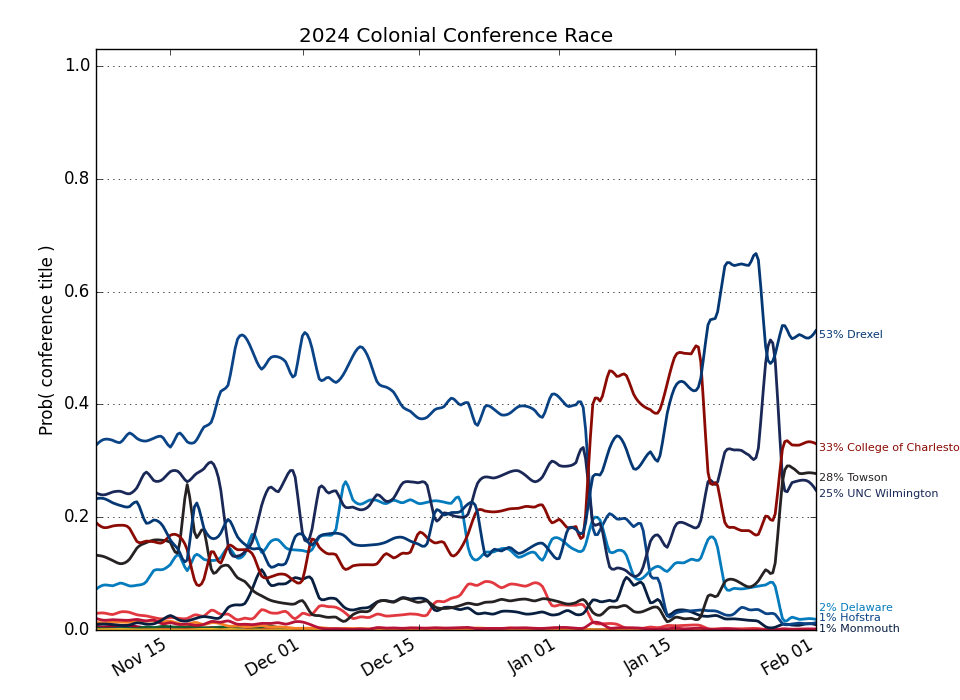 2024 Colonial Conference Race
Prob( conference title )
1.0
0.8
0.6
0.4
0.2
0.0
Nov 15
Dec 01
Dec 15
Jan 01
Jan 15
Feb 01
53% Drexel
33% College of Charlesto
28% Towson
25% UNC Wilmington
2% Delaware
1% Hofstra
1% Monmouth